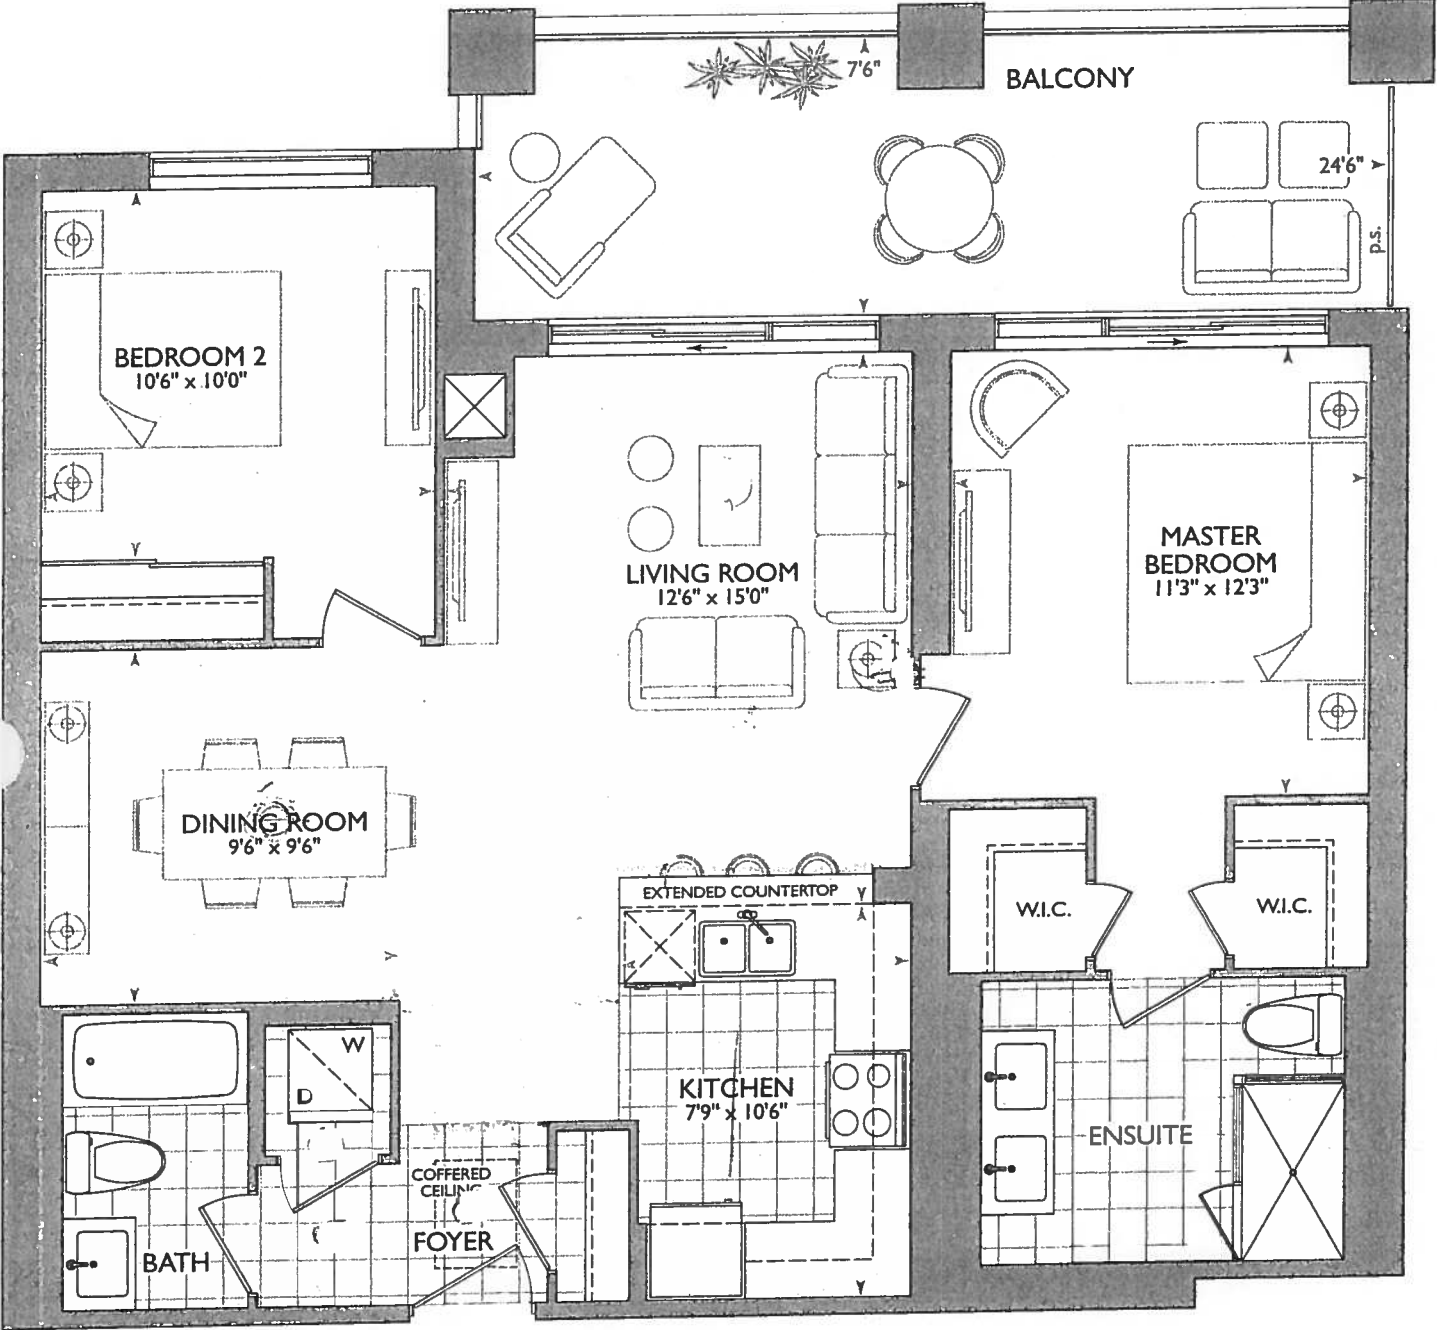 7'6"
BALCONY
24'6"
p.s.
BEDROOM 2
10'6" x 10'0"
LIVING ROOM
12'6" x 15'0"
MASTER
BEDROOM
11'3" x 12'3"
DINING ROOM
9'6" x 9'6"
EXTENDED COUNTERTOP
W.I.C.
W.I.C.
W
D
KITCHEN
7'9" x 10'6"
ENSUITE
COFFERED
CEILING
FOYER
BATH